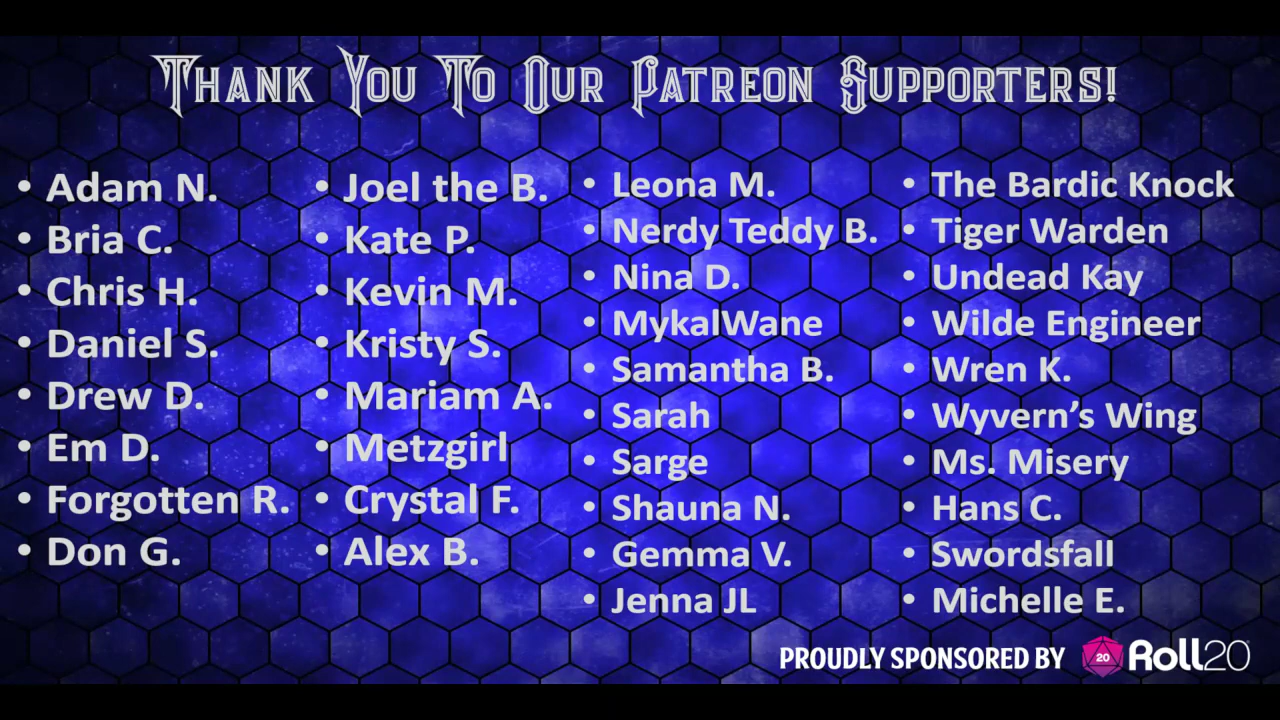 Thank You To Our Patreon Supporters!
• Adam N.
• Bria C.
• Chris H.
• Daniel S.
• Drew D.
• Em D.
• Forgotten R.
• Don G.
• Joel the B.
• Kate P.
• Kevin M.
• Kristy S.
• Mariam A.
• Metzgirl
• Crystal F.
• Alex B.
• Leona M.
• Nerdy Teddy B.
• Nina D.
• MykalWane
• Samantha B.
• Sarah
• Sarge
• Shauna N.
• Gemma V.
• Jenna JL
• The Bardic Knock
• Tiger Warden
• Undead Kay
• Wilde Engineer
• Wren K.
• Wyvern’s Wing
• Ms. Misery
• Hans C.
• Swordsfall
• Michelle E.
PROUDLY SPONSORED BY 20 Roll20